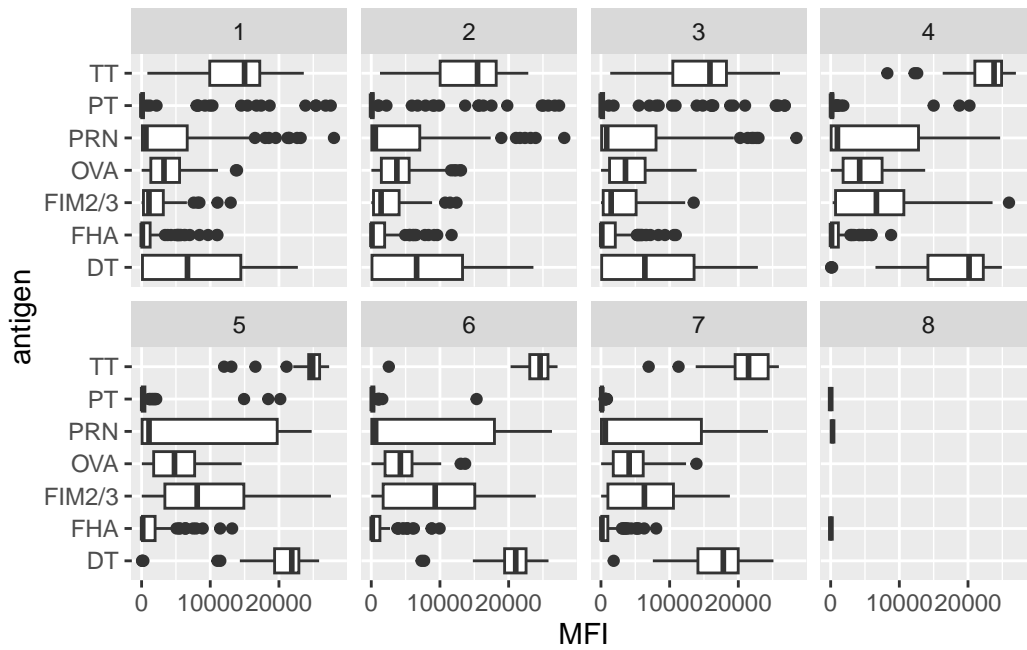 1 2 3 4
TT
PT
PRN
OVA
FIM2/3
FHA
DT
antigen
5 6 7 8
TT
PT
PRN
OVA
FIM2/3
FHA
DT
0 10000 20000 0 10000 20000 0 10000 20000 0 10000 20000
MFI